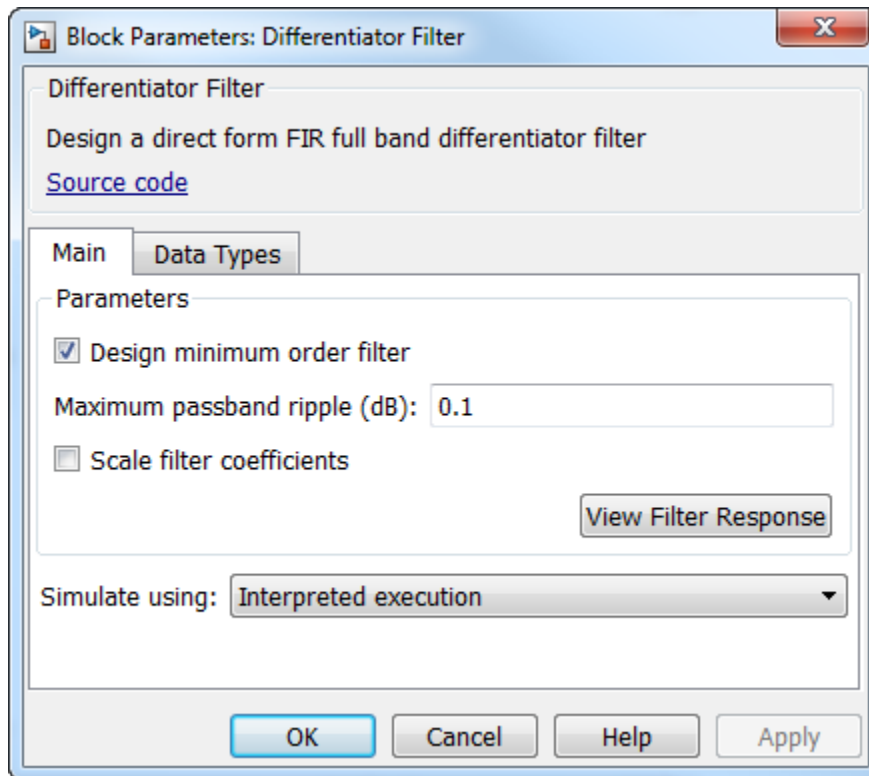 Block Parameters: Differentiator Filter
Differentiator Filter
Design a direct form FIR full band differentiator filter
Source code
Main Data Types
Parameters
Design minimum order filter
Maximum passband ripple (dB): 0.1
Scale filter coefficients
View Filter Response
Simulate using: Interpreted execution
OK Cancel Help Apply